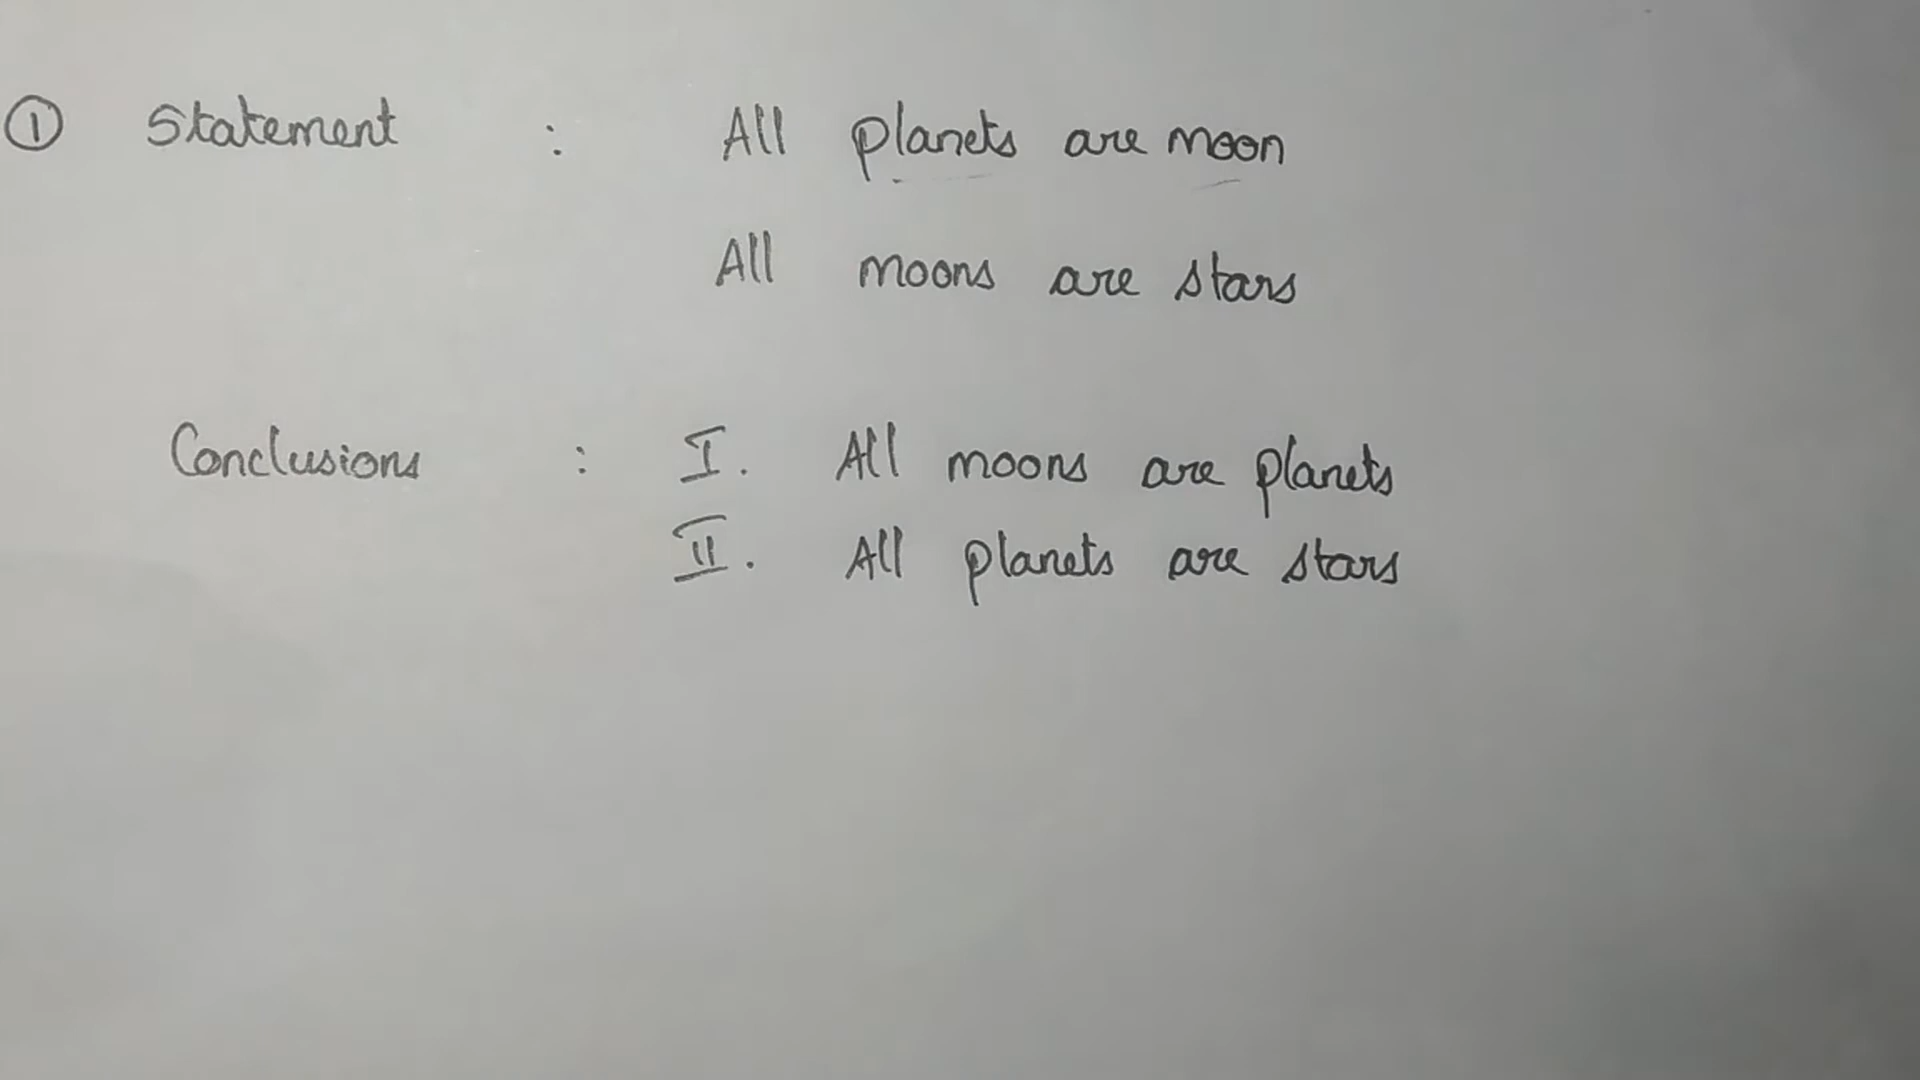 ① Statement : All planets are moon
All moons are stars
Conclusions : I. All moons are planets
II. All planets are stars